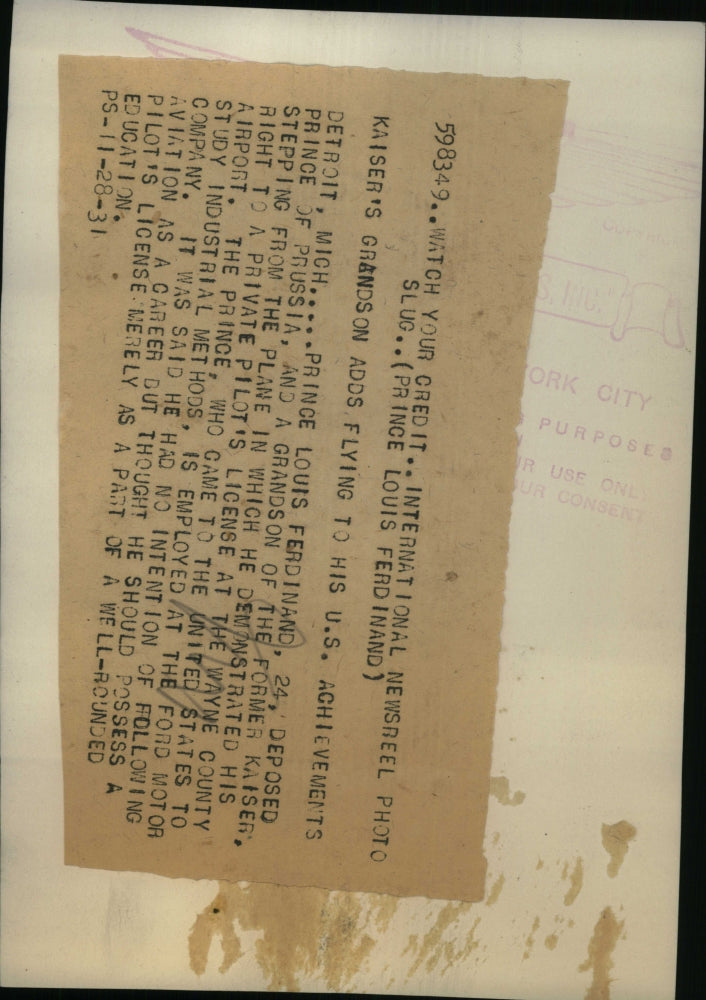 598349..WATCH YOUR CREDIT..INTERNATIONAL NEWSREEL PHOTO
SLUG..(PRINCE LOUIS FERDINAND)
KAISER'S GRANDSON ADDS FLYING TO HIS U.S. ACHIEVEMENTS
DETROIT, MICH....PRINCE LOUIS FERDINAND, 24, DEPOSED
PRINCE OF PRUSSIA, AND A GRANDSON OF THE FORMER KAISER,
STEPPING FROM THE PLANE IN WHICH HE DEMONSTRATED HIS
RIGHT TO A PRIVATE PILOT'S LICENSE AT THE WAYNE COUNTY
AIRPORT. THE PRINCE, WHO CAME TO THE UNITED STATES TO
STUDY INDUSTRIAL METHODS, IS EMPLOYED AT THE FORD MOTOR
COMPANY. IT WAS SAID HE HAD NO INTENTION OF FOLLOWING
AVIATION AS A CAREER BUT THOUGHT HE SHOULD POSSESS A
PILOT'S LICENSE MERELY AS A PART OF A WELL-ROUNDED
EDUCATION.
PS-11-28-31
S, INC.
ORK CITY
PURPOSES
UR USE ONL
OUR CONSENT